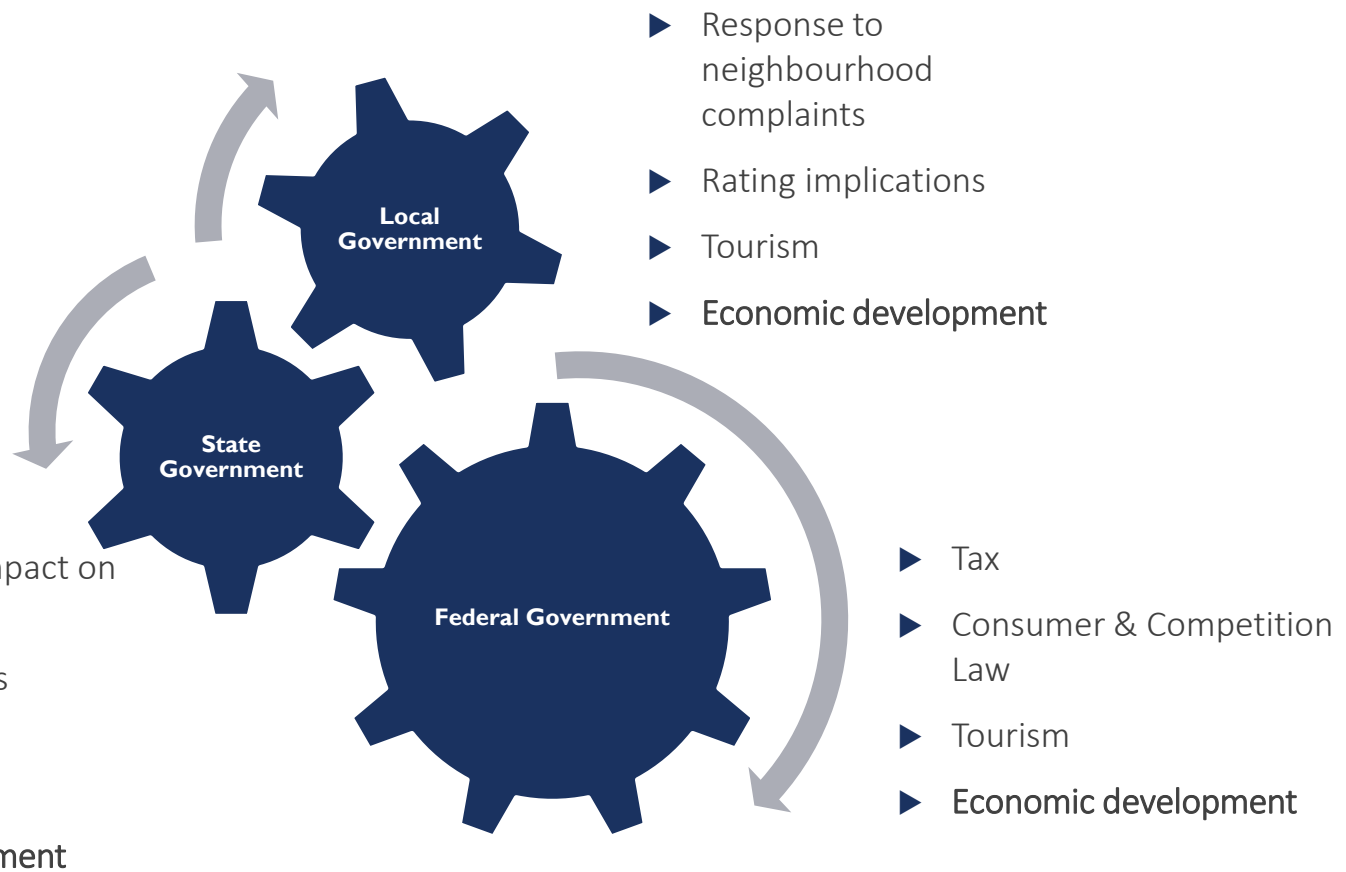 Response to
neighbourhood
complaints
Rating implications
Tourism
Economic development
Local
Government
State
Government
Federal Government
on
Tax
Consumer & Competition
Law
Tourism
Economic development